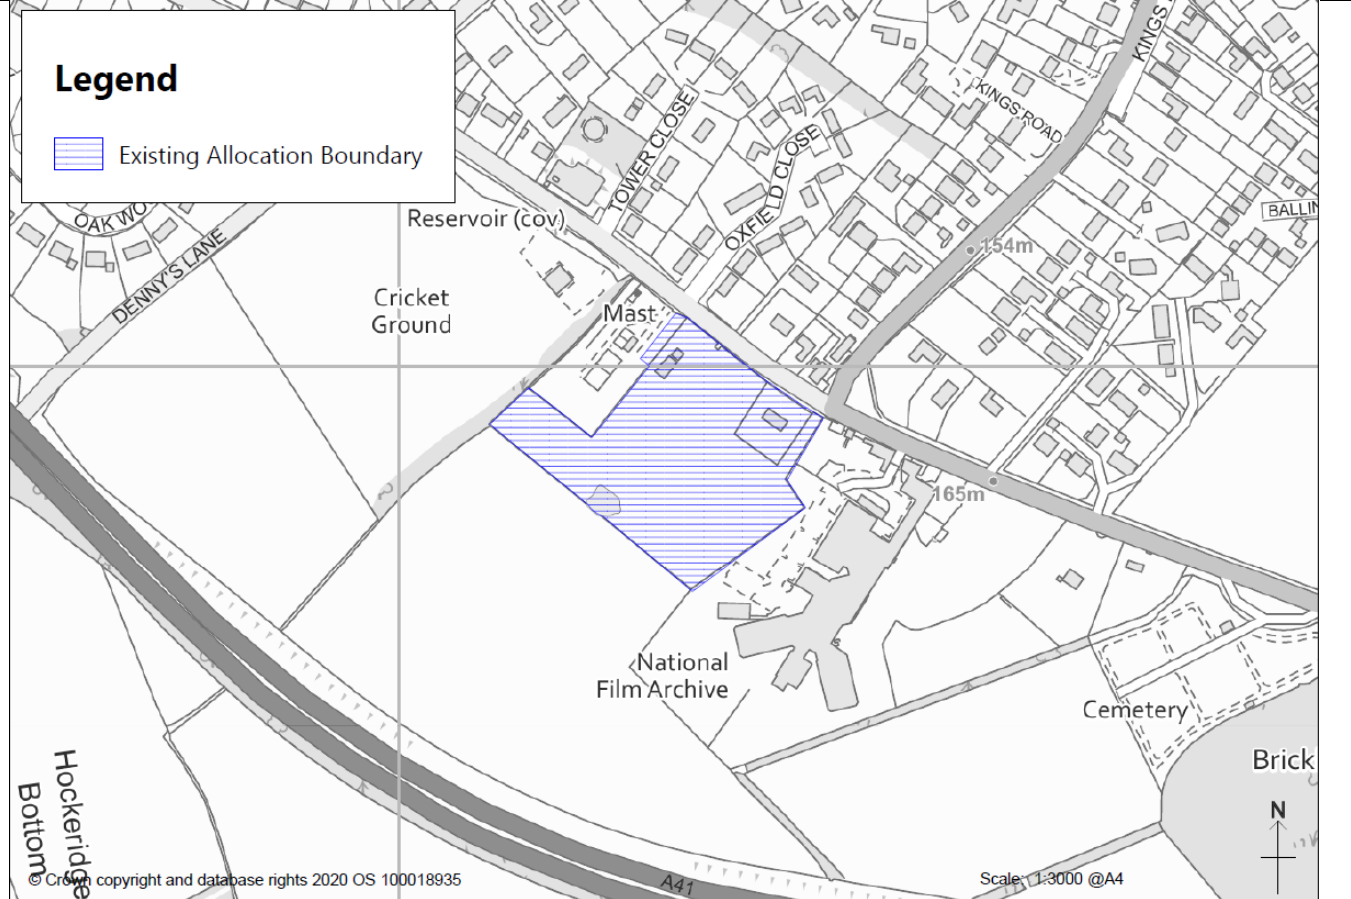 Legend
Existing Allocation Boundary
KINGS
KINGS ROAD
TOWER CLOSE
OXFIELD CLOSE
OAKWO
DENNY'S LANE
Reservoir (cov)
BALLIN
154m
Cricket
Ground
Mast
165m
National
Film Archive
Cemetery
Brick
Hockeridge
Bottom
N
© Crown copyright and database rights 2020 OS 100018935
A41
Scale: 1:3000 @A4